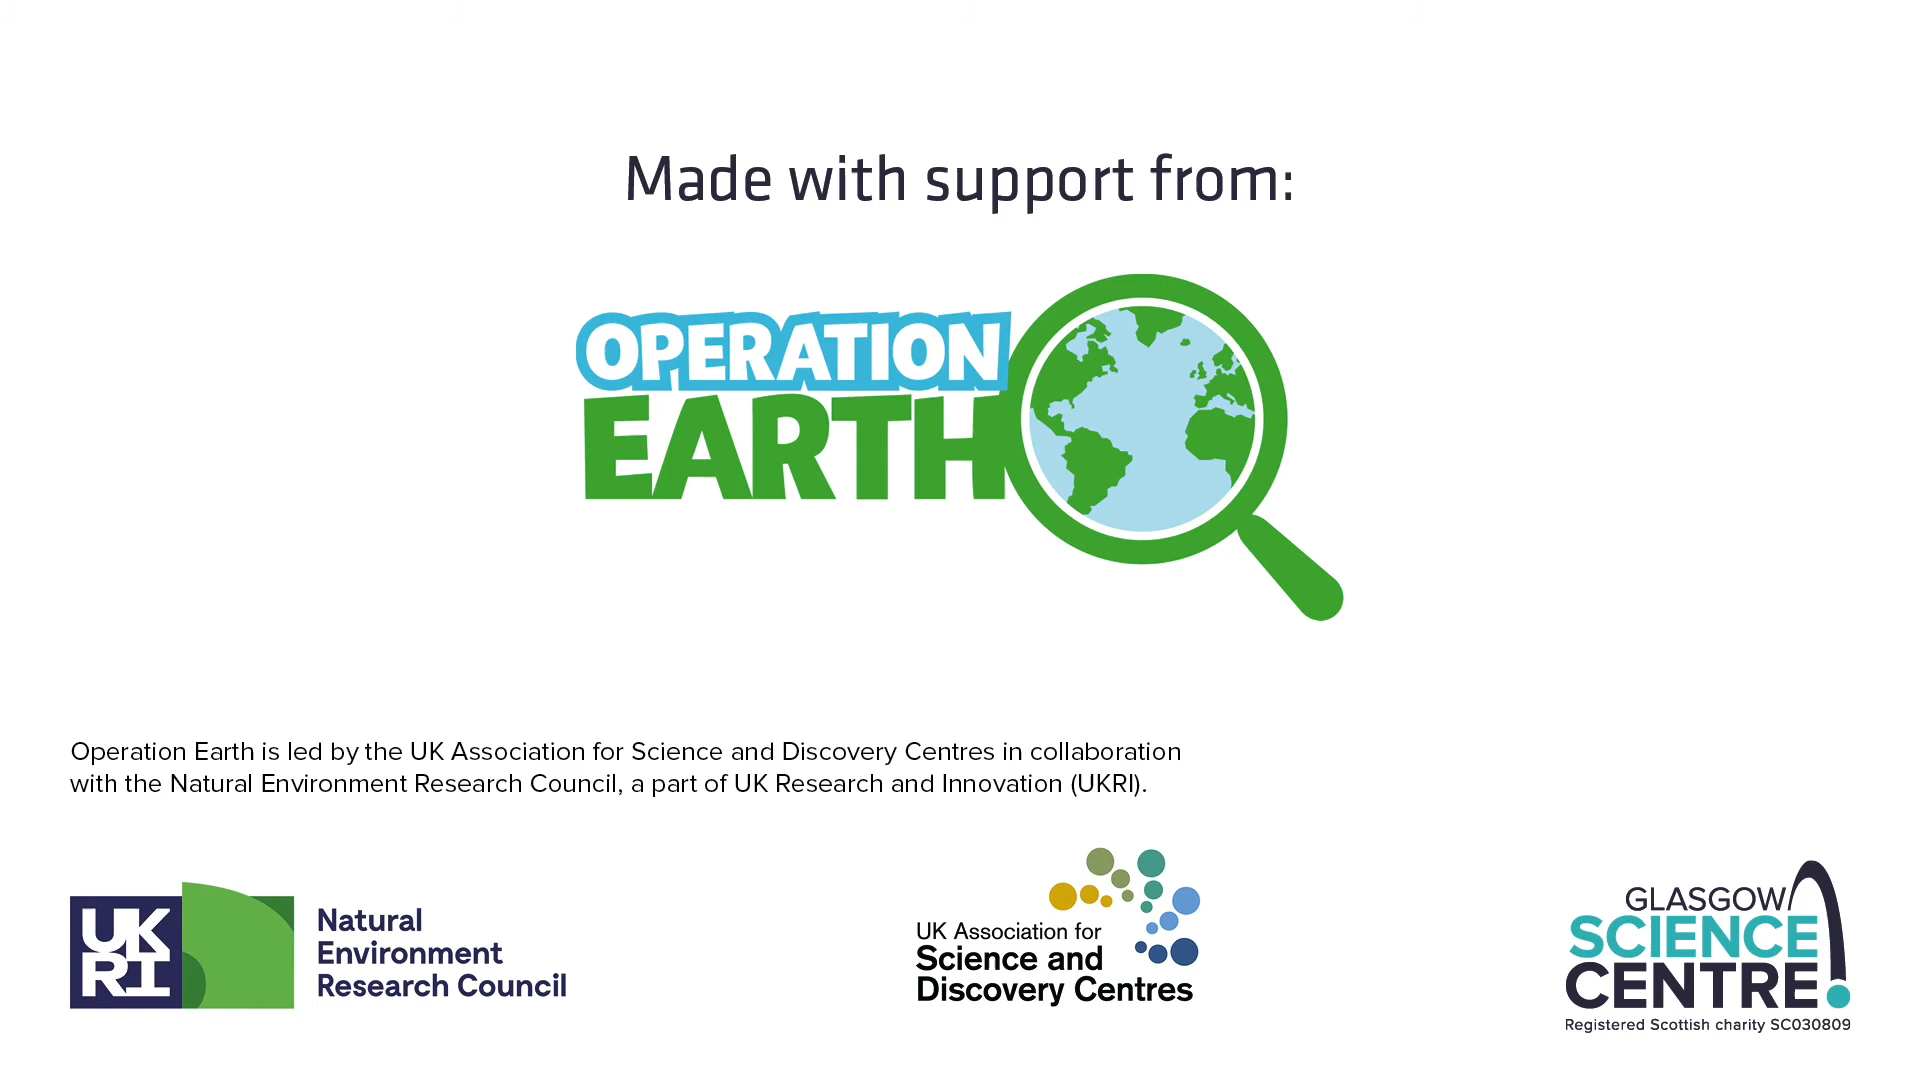 Made with support from:
OPERATION
EARTH
Operation Earth is led by the UK Association for Science and Discovery Centres in collaboration
with the Natural Environment Research Council, a part of UK Research and Innovation (UKRI).
UK
RI
Natural
Environment
Research Council
UK Association for
Science and
Discovery Centres
GLASGOW
SCIENCE
CENTRE
Registered Scottish charity SC030809